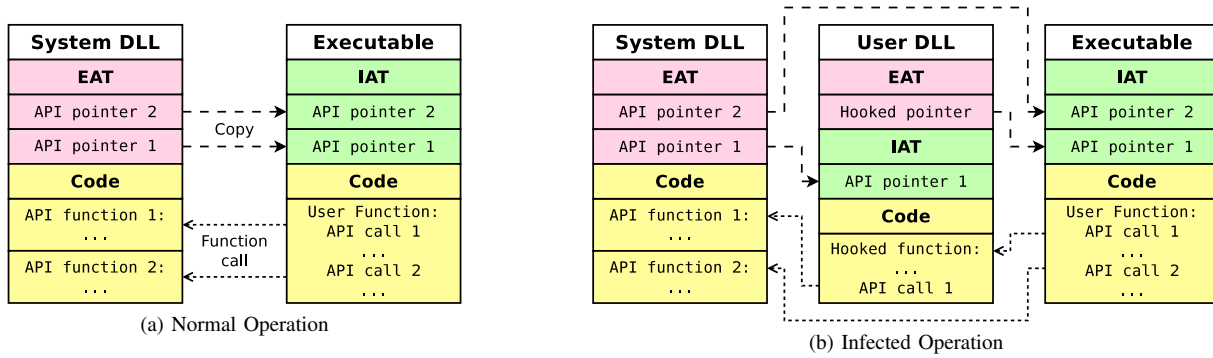 System DLL
EAT
API pointer 2
API pointer 1
Code
API function 1:
...
API function 2:
...
Copy
Function
call
Executable
IAT
API pointer 2
API pointer 1
Code
User Function:
API call 1
...
API call 2
...
(a) Normal Operation
System DLL
EAT
API pointer 2
API pointer 1
Code
API function 1:
...
API function 2:
...
User DLL
EAT
Hooked pointer
IAT
API pointer 1
Code
Hooked function:
...
API call 1
Executable
IAT
API pointer 2
API pointer 1
Code
User Function:
API call 1
...
API call 2
...
(b) Infected Operation